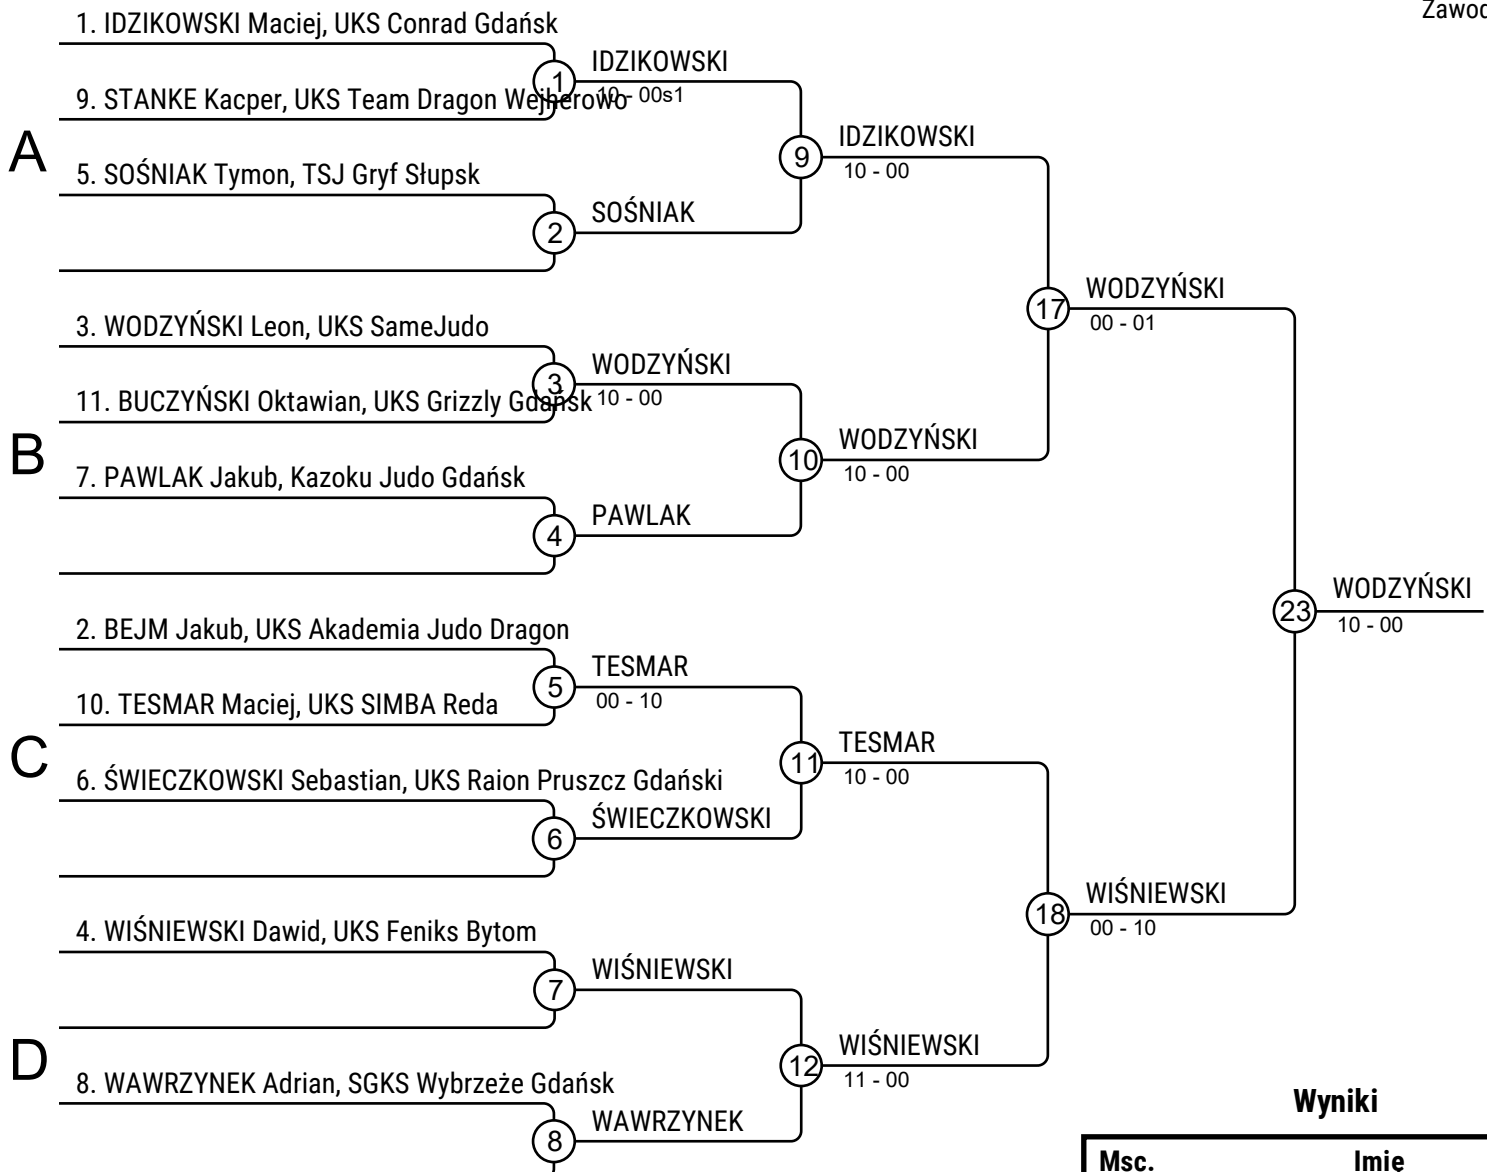 Zawod
1. IDZIKOWSKI Maciej, UKS Conrad Gdańsk
IDZIKOWSKI
1
10 - 00s1
9. STANKE Kacper, UKS Team Dragon Wejherowo
A
IDZIKOWSKI
9
10 - 00
5. SOŚNIAK Tymon, TSJ Gryf Słupsk
SOŚNIAK
2
WODZYŃSKI
17
00 - 01
3. WODZYŃSKI Leon, UKS SameJudo
WODZYŃSKI
3
10 - 00
11. BUCZYŃSKI Oktawian, UKS Grizzly Gdańsk
B
WODZYŃSKI
10
10 - 00
7. PAWLAK Jakub, Kazoku Judo Gdańsk
PAWLAK
4
WODZYŃSKI
23
10 - 00
2. BEJM Jakub, UKS Akademia Judo Dragon
TESMAR
5
00 - 10
10. TESMAR Maciej, UKS SIMBA Reda
C
TESMAR
11
10 - 00
6. ŚWIECZKOWSKI Sebastian, UKS Raion Pruszcz Gdański
ŚWIECZKOWSKI
6
WIŚNIEWSKI
18
00 - 10
4. WIŚNIEWSKI Dawid, UKS Feniks Bytom
WIŚNIEWSKI
7
D
WIŚNIEWSKI
12
11 - 00
8. WAWRZYNEK Adrian, SGKS Wybrzeże Gdańsk
WAWRZYNEK
8
Wyniki
Msc. Imię